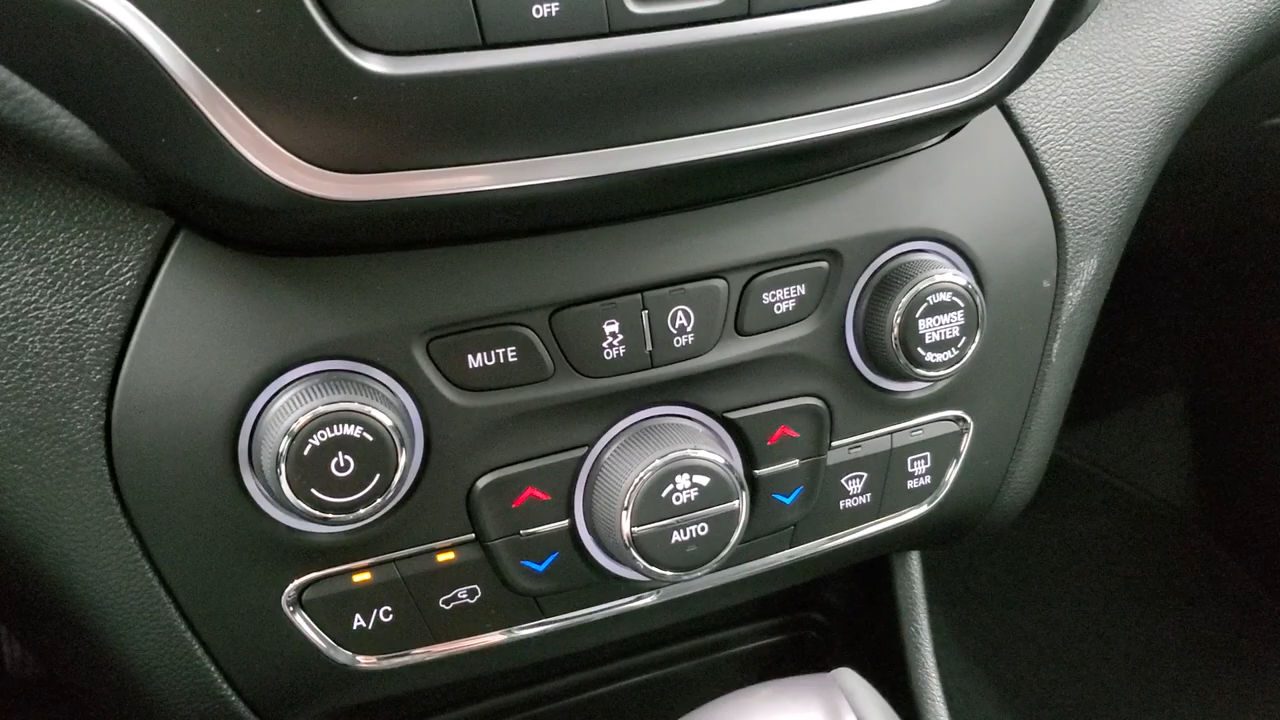 OFF
SCREEN
OFF
TUNE
BROWSE
ENTER
SCROLL
A
OFF
OFF
MUTE
VOLUME
OFF
AUTO
FRONT
REAR
A/C